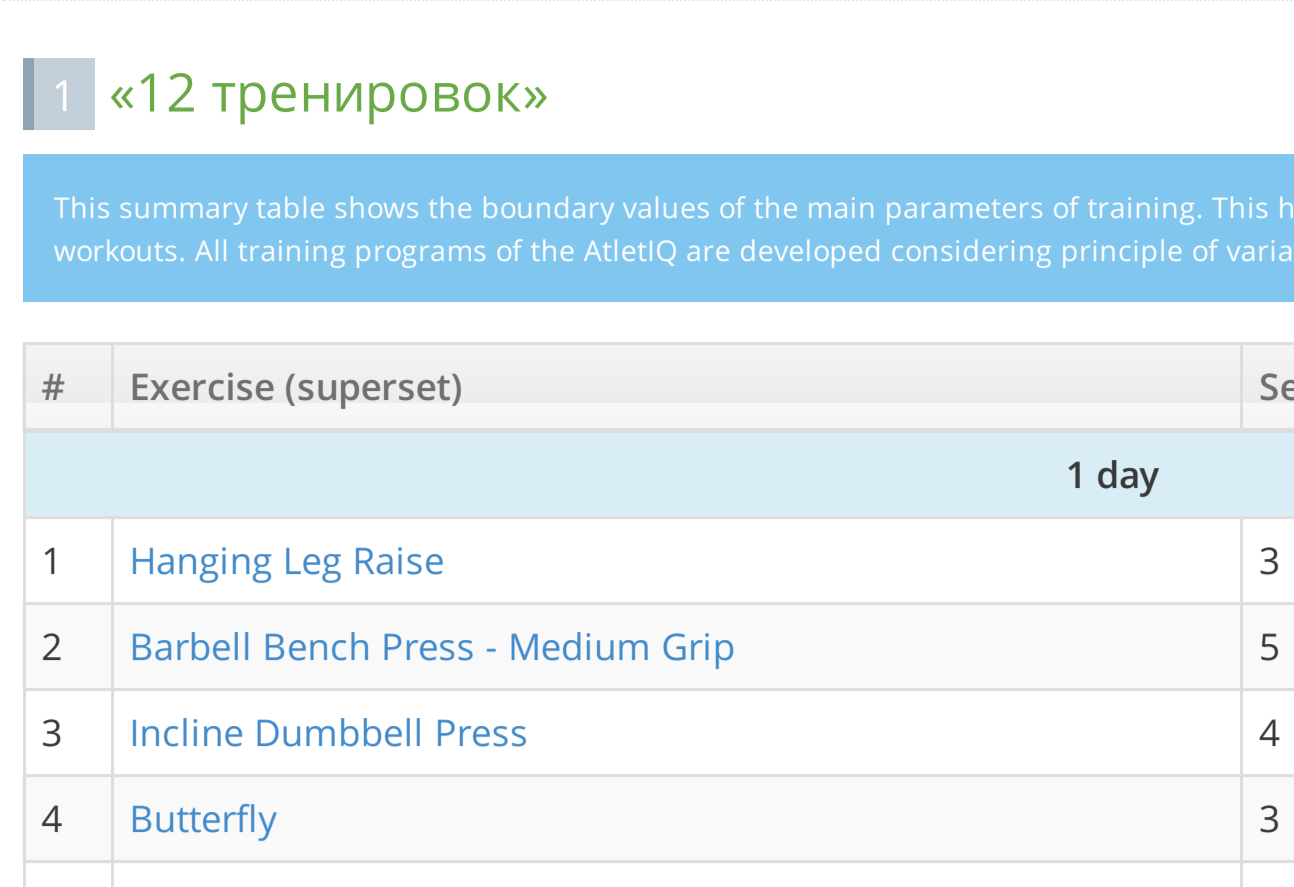 1 «12 тренировок»
This summary table shows the boundary values of the main parameters of training. This
workouts. All training programs of the AtletIQ are developed considering principle of
# Exercise (superset)
1 day
1 Hanging Leg Raise 3
2 Barbell Bench Press - Medium Grip 5
3 Incline Dumbbell Press 4
4 Butterfly 3